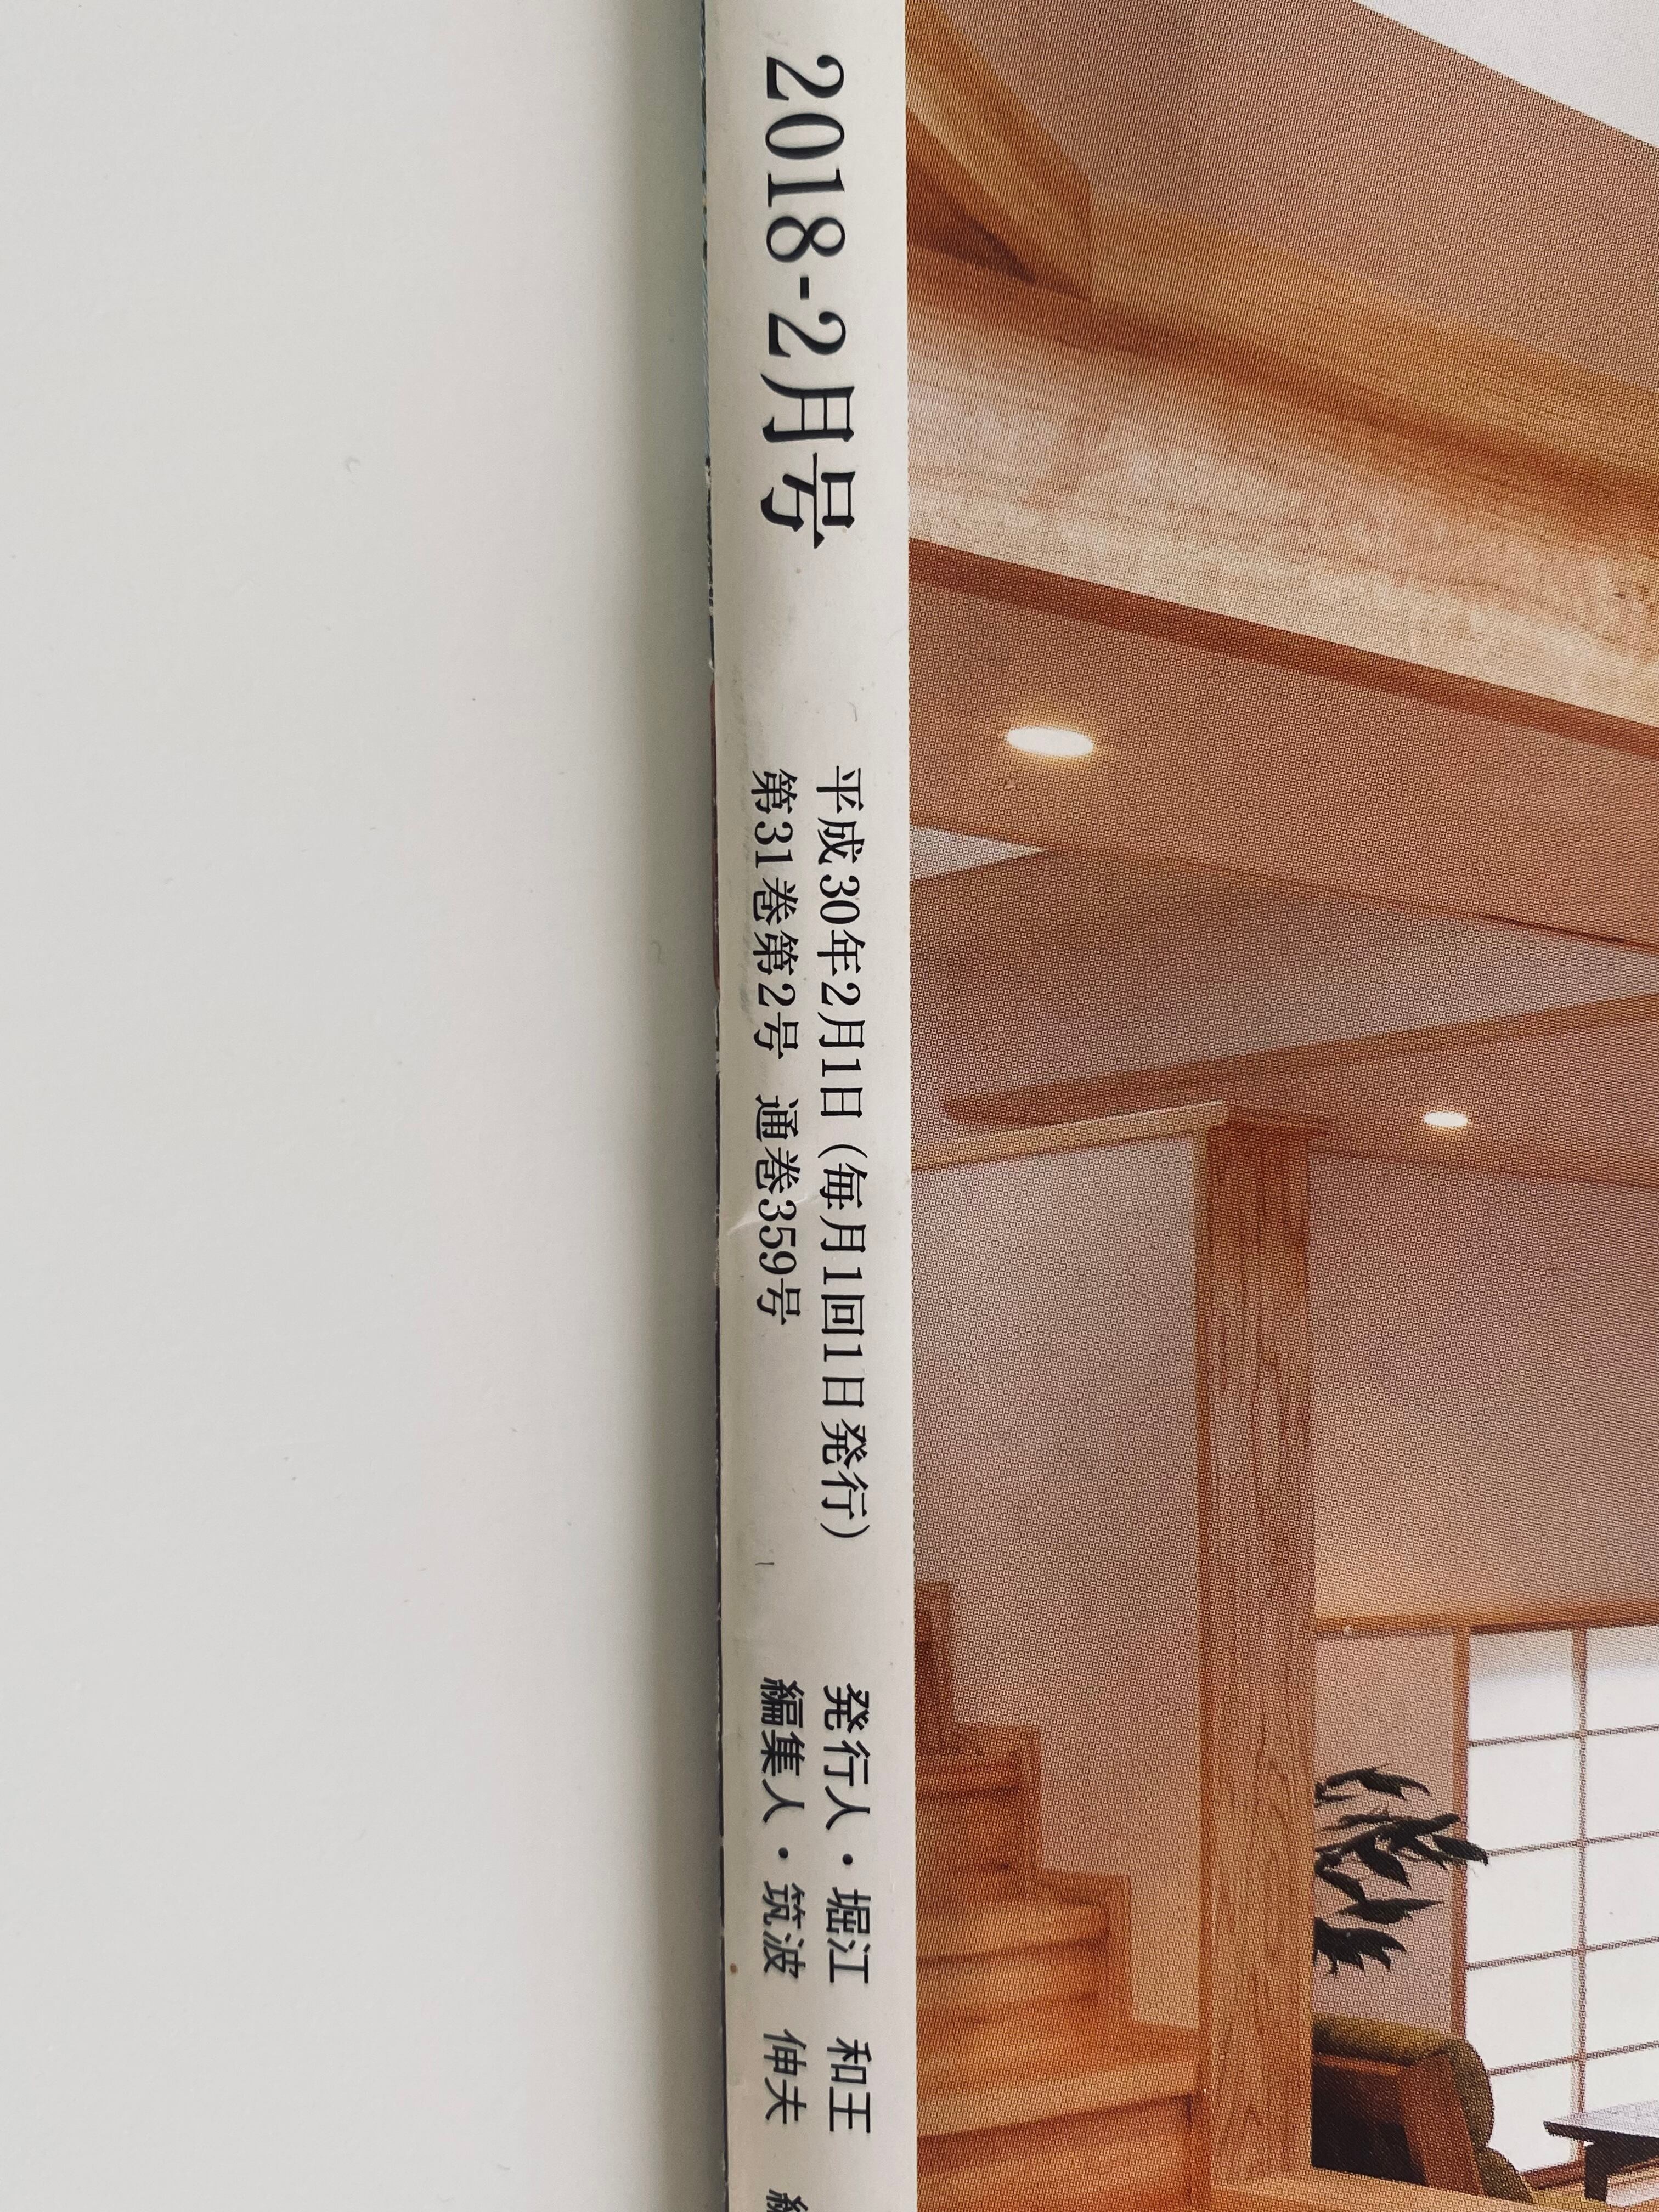 2018-2月号
平成30年2月1日(毎月1回1日発行)
第31巻第2号 通巻359号
発行人・堀江 和王
編集人・筑波 伸夫